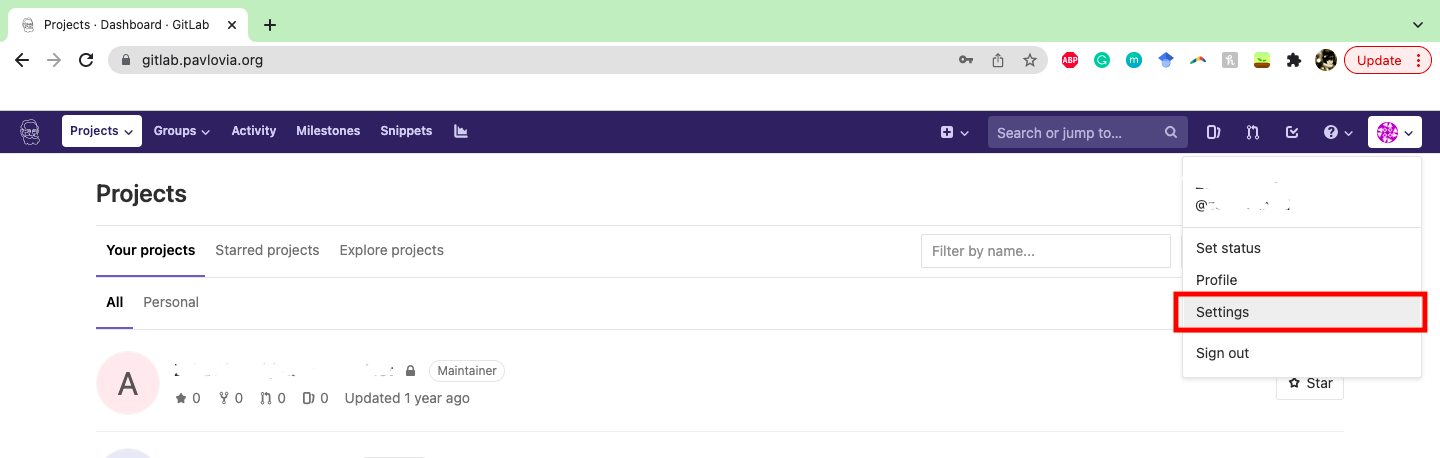 Projects · Dashboard · GitLab
gitlab.pavlovia.org
ABP
G
m
Update
Projects Groups Activity Milestones Snippets
Search or jump to...
Projects
@
Your projects Starred projects Explore projects
Filter by name...
Set status
Profile
All Personal
Settings
Sign out
A
Maintainer
0 0 0 0 Updated 1 year ago
Star